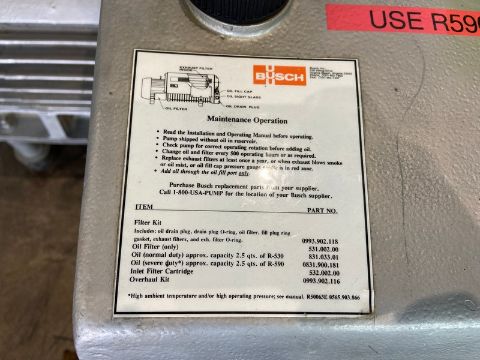 USE R590
EXHAUST FILTER
BUSCH
OIL FILL CAP
OIL SIGHT GLASS
OIL DRAIN PLUG
OIL FILTER
Maintenance Operation
• Read the Installation and Operating Manual before operating.
• Pump shipped without oil in reservoir.
• Check pump for correct operating rotation before adding oil.
• Change oil and filter every 500 operating hours or as required.
• Replace exhaust filters at least once a year, or when exhaust blows smoke
or oil mist, or oil fill cap pressure gauge needle is in red zone.
• Add oil through the oil fill port only.
Purchase Busch replacement parts from your supplier.
Call 1-800-USA-PUMP for the location of your Busch supplier.
ITEM PART NO.
Filter Kit
Includes: oil drain plug, drain plug O-ring, oil filter, fill plug ring
gasket, exhaust filters, and exh. filter O-ring. 0993.902.118
Oil Filter (only) 531.002.00
Oil (normal duty) approx. capacity 2.5 qts. of R-530 831.033.01
Oil (severe duty*) approx. capacity 2.5 qts. of R-590 0831.900.181
Inlet Filter Cartridge 532.002.00
Overhaul Kit 0993.902.116
*High ambient temperature and/or high operating pressure; see manual. R50065E 0565.903.866